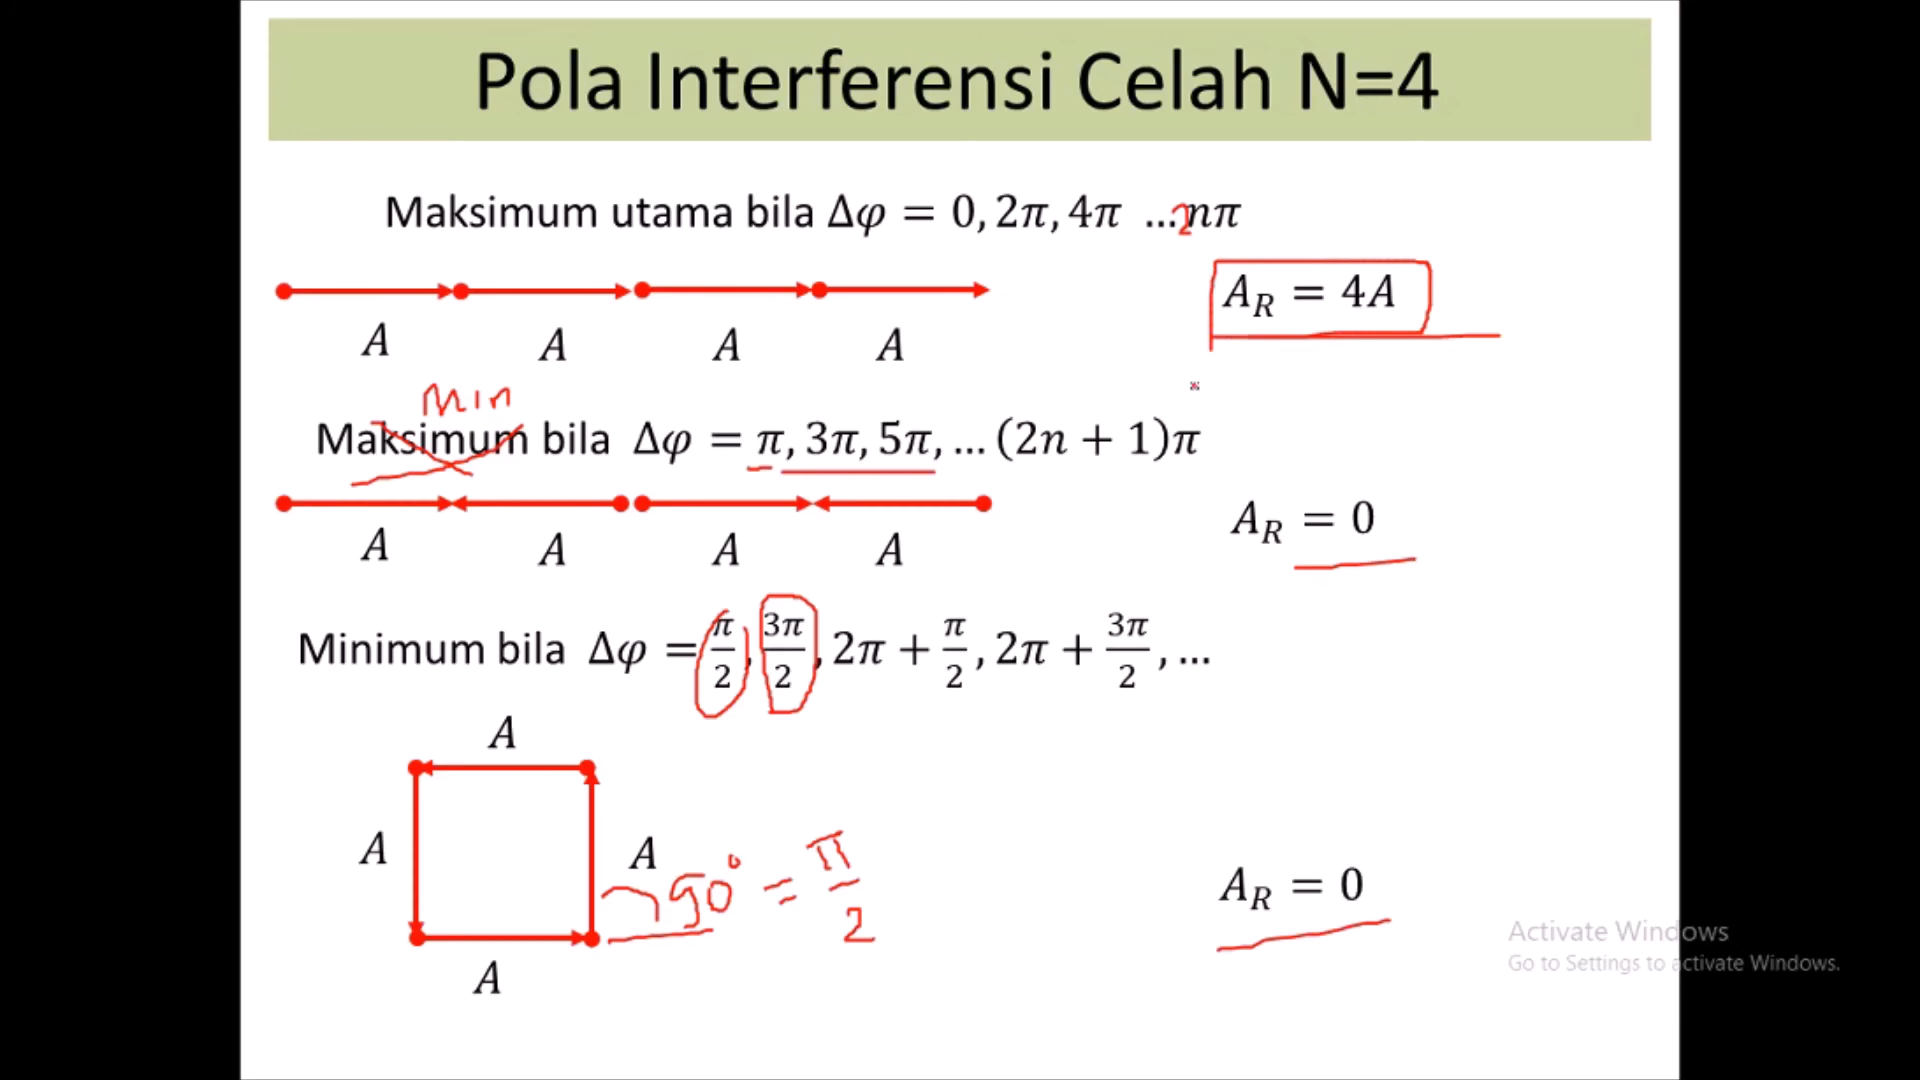 Pola Interferensi Celah N=4
Maksimum utama bila Δφ = 0, 2π, 4π ...2nπ
A_R = 4A
A A A A
Min
Maksimum bila Δφ = π, 3π, 5π, ... (2n + 1)π
A_R = 0
A A A A
Minimum bila Δφ = π/2, 3π/2, 2π + π/2, 2π + 3π/2, ...
A
A A
90° = π/2
A_R = 0
A
Activate Windows
Go to Settings to activate Windows.